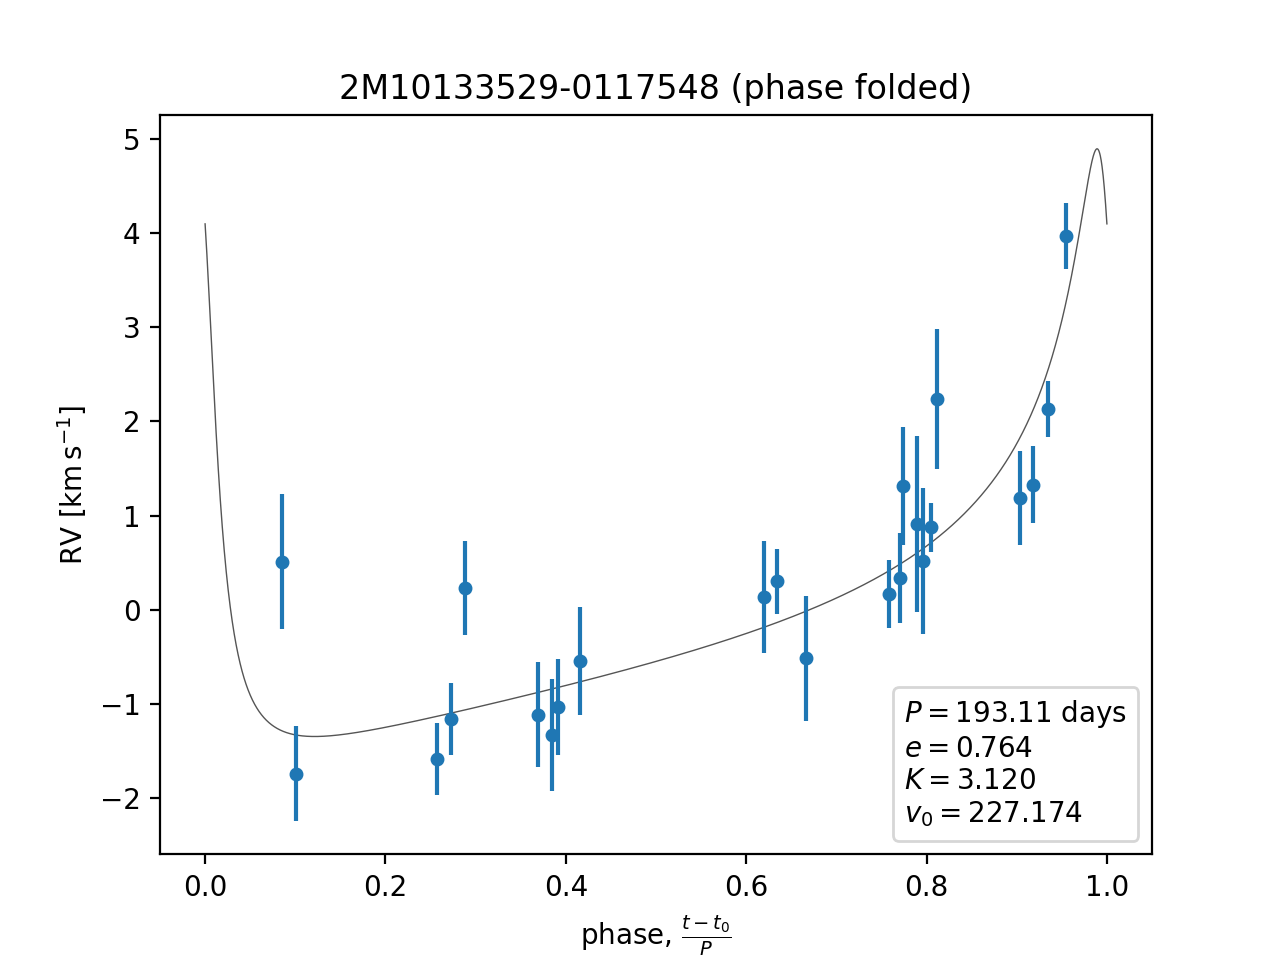 2M10133529-0117548 (phase folded)
5
4
3
2
1
0
−1
−2
RV [km s⁻¹]
P = 193.11 days
e = 0.764
K = 3.120
v₀ = 227.174
0.0 0.2 0.4 0.6 0.8 1.0
phase, (t − t₀)/P